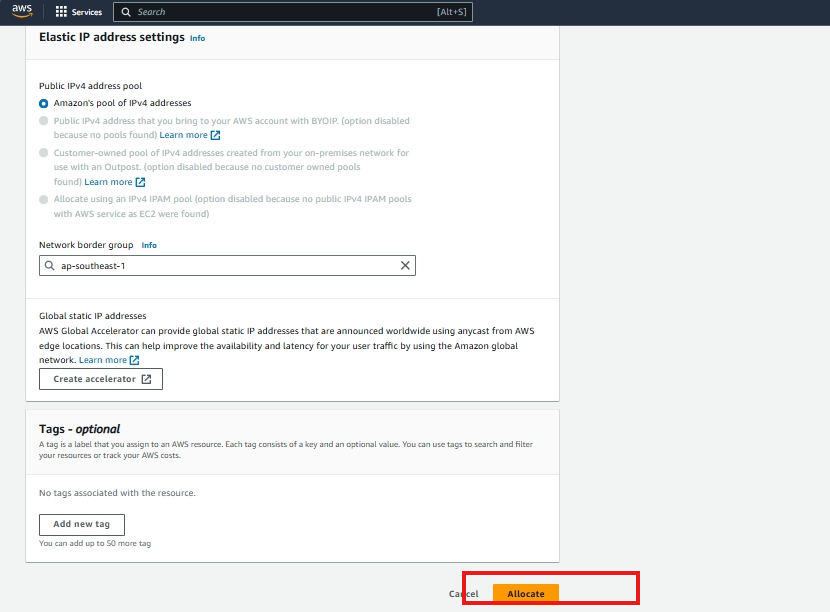 aws
Services
Search
[Alt+S]
Elastic IP address settings Info
Public IPv4 address pool
Amazon's pool of IPv4 addresses
Public IPv4 address that you bring to your AWS account with BYOIP. (option disabled
because no pools found) Learn more
Customer-owned pool of IPv4 addresses created from your on-premises network for
use with an Outpost. (option disabled because no customer owned pools
found) Learn more
Allocate using an IPv4 IPAM pool (option disabled because no public IPv4 IPAM pools
with AWS service as EC2 were found)
Network border group Info
ap-southeast-1
Global static IP addresses
AWS Global Accelerator can provide global static IP addresses that are announced worldwide using anycast from AWS
edge locations. This can help improve the availability and latency for your user traffic by using the Amazon global
network. Learn more
Create accelerator
Tags - optional
A tag is a label that you assign to an AWS resource. Each tag consists of a key and an optional value. You can use tags to search and filter
your resources or track your AWS costs.
No tags associated with the resource.
Add new tag
You can add up to 50 more tag
Cancel
Allocate